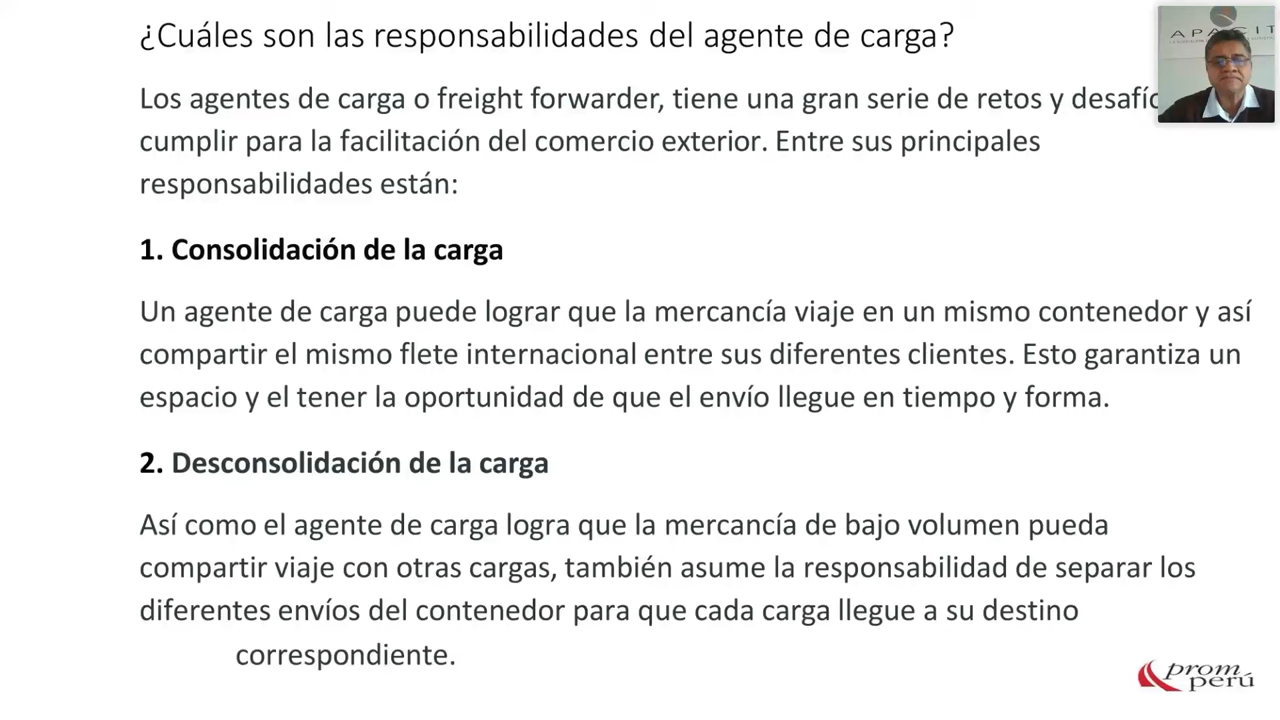 ¿Cuáles son las responsabilidades del agente de carga?
APACIT
Los agentes de carga o freight forwarder, tiene una gran serie de retos y
cumplir para la facilitación del comercio exterior. Entre sus principales
responsabilidades están:
1. Consolidación de la carga
Un agente de carga puede lograr que la mercancía viaje en un mismo contenedor y así
compartir el mismo flete internacional entre sus diferentes clientes. Esto garantiza un
espacio y el tener la oportunidad de que el envío llegue en tiempo y forma.
2. Desconsolidación de la carga
Así como el agente de carga logra que la mercancía de bajo volumen pueda
compartir viaje con otras cargas, también asume la responsabilidad de separar los
diferentes envíos del contenedor para que cada carga llegue a su destino
correspondiente.
prom
perú